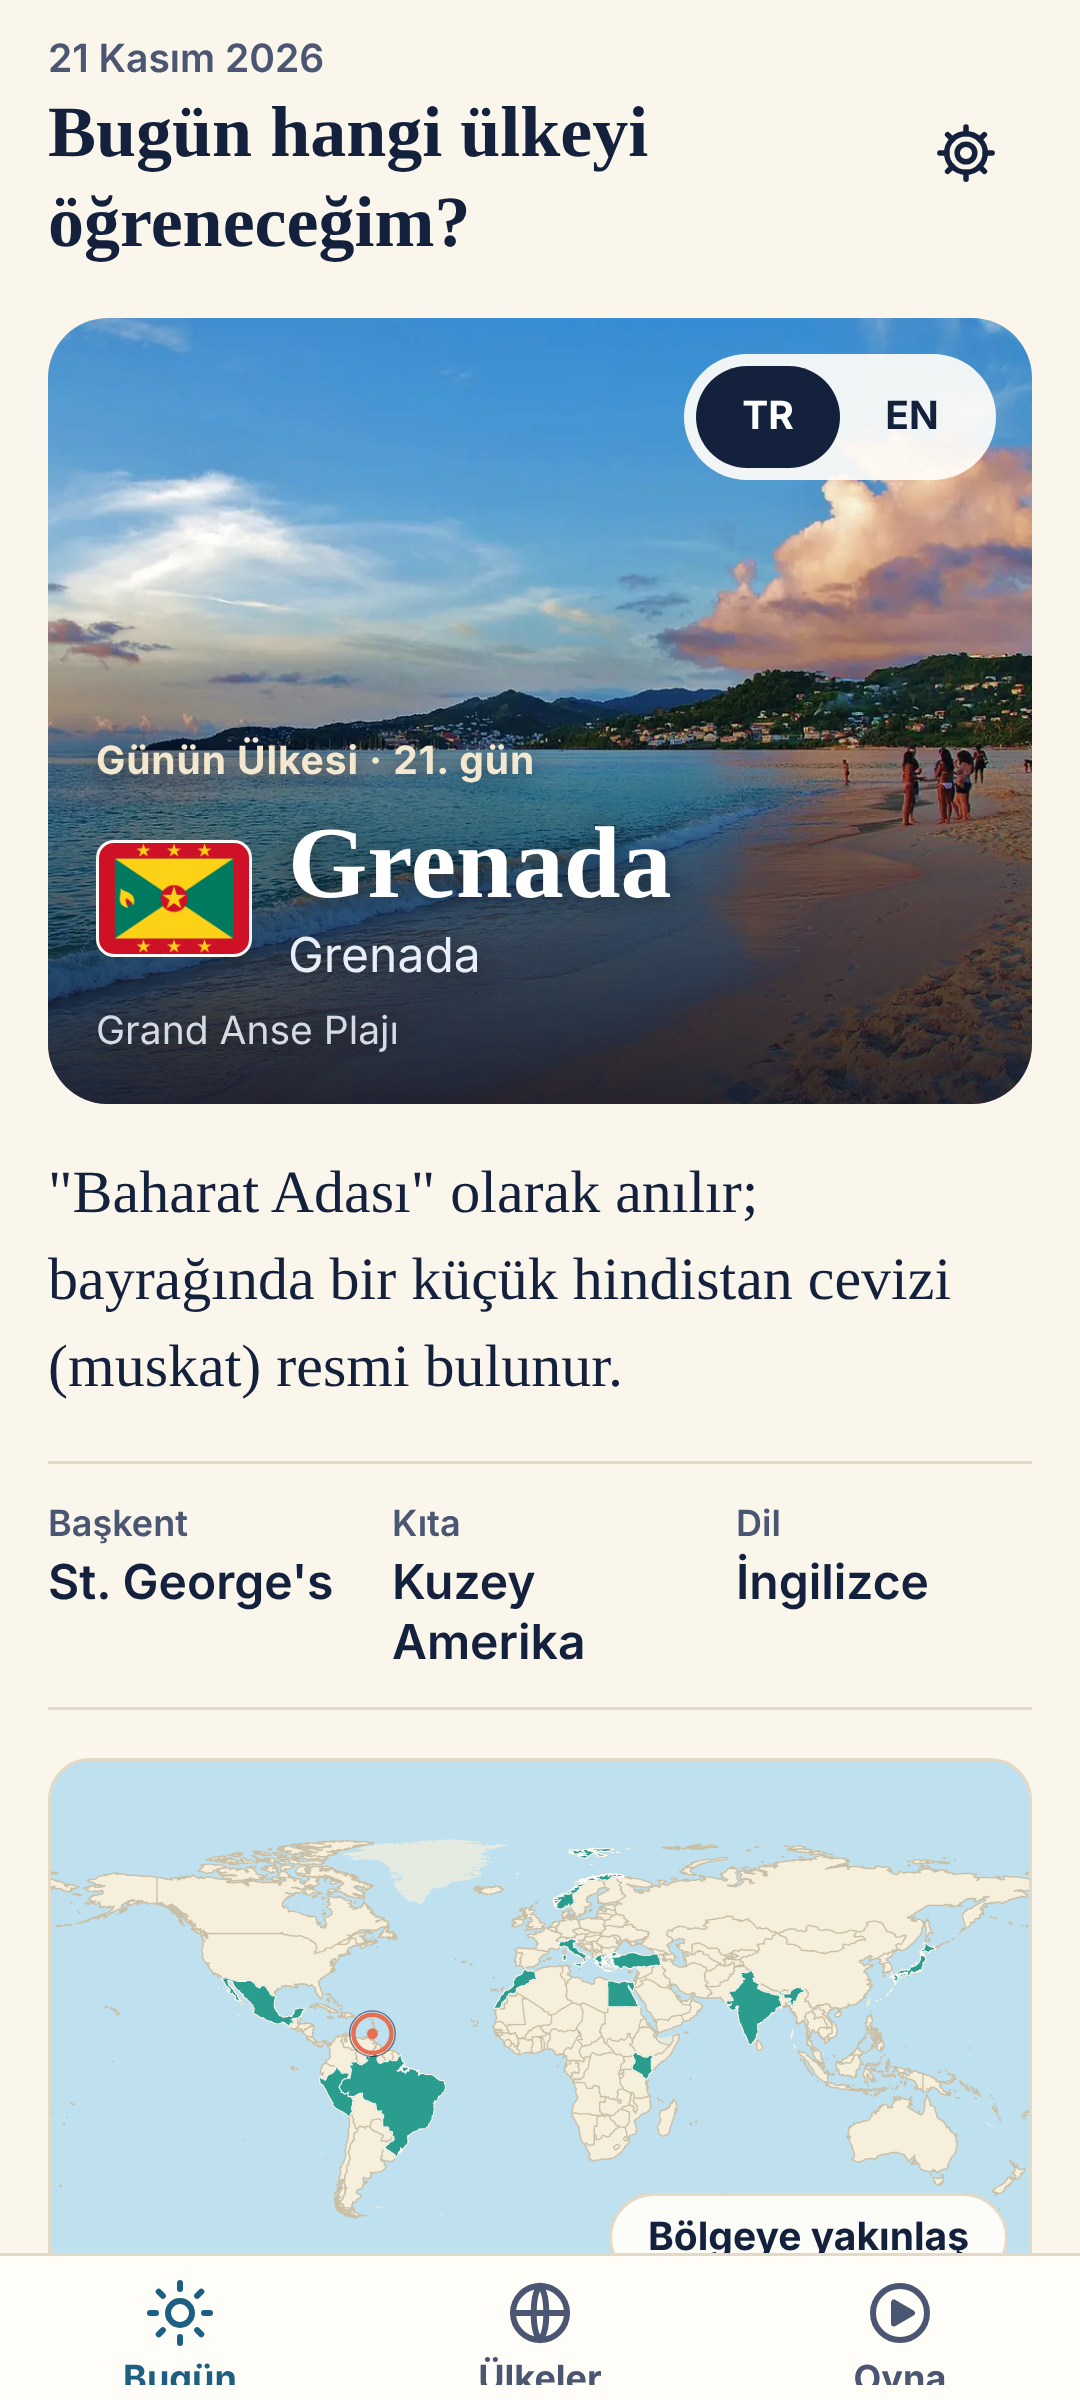 21 Kasım 2026
Bugün hangi ülkeyi
öğreneceğim?
TR EN
Günün Ülkesi · 21. gün
Grenada
Grenada
Grand Anse Plajı
"Baharat Adası" olarak anılır;
bayrağında bir küçük hindistan cevizi
(muskat) resmi bulunur.
Başkent Kıta Dil
St. George's Kuzey Amerika İngilizce
Bölgeye yakınlaş
Bugün Ülkeler Oyna